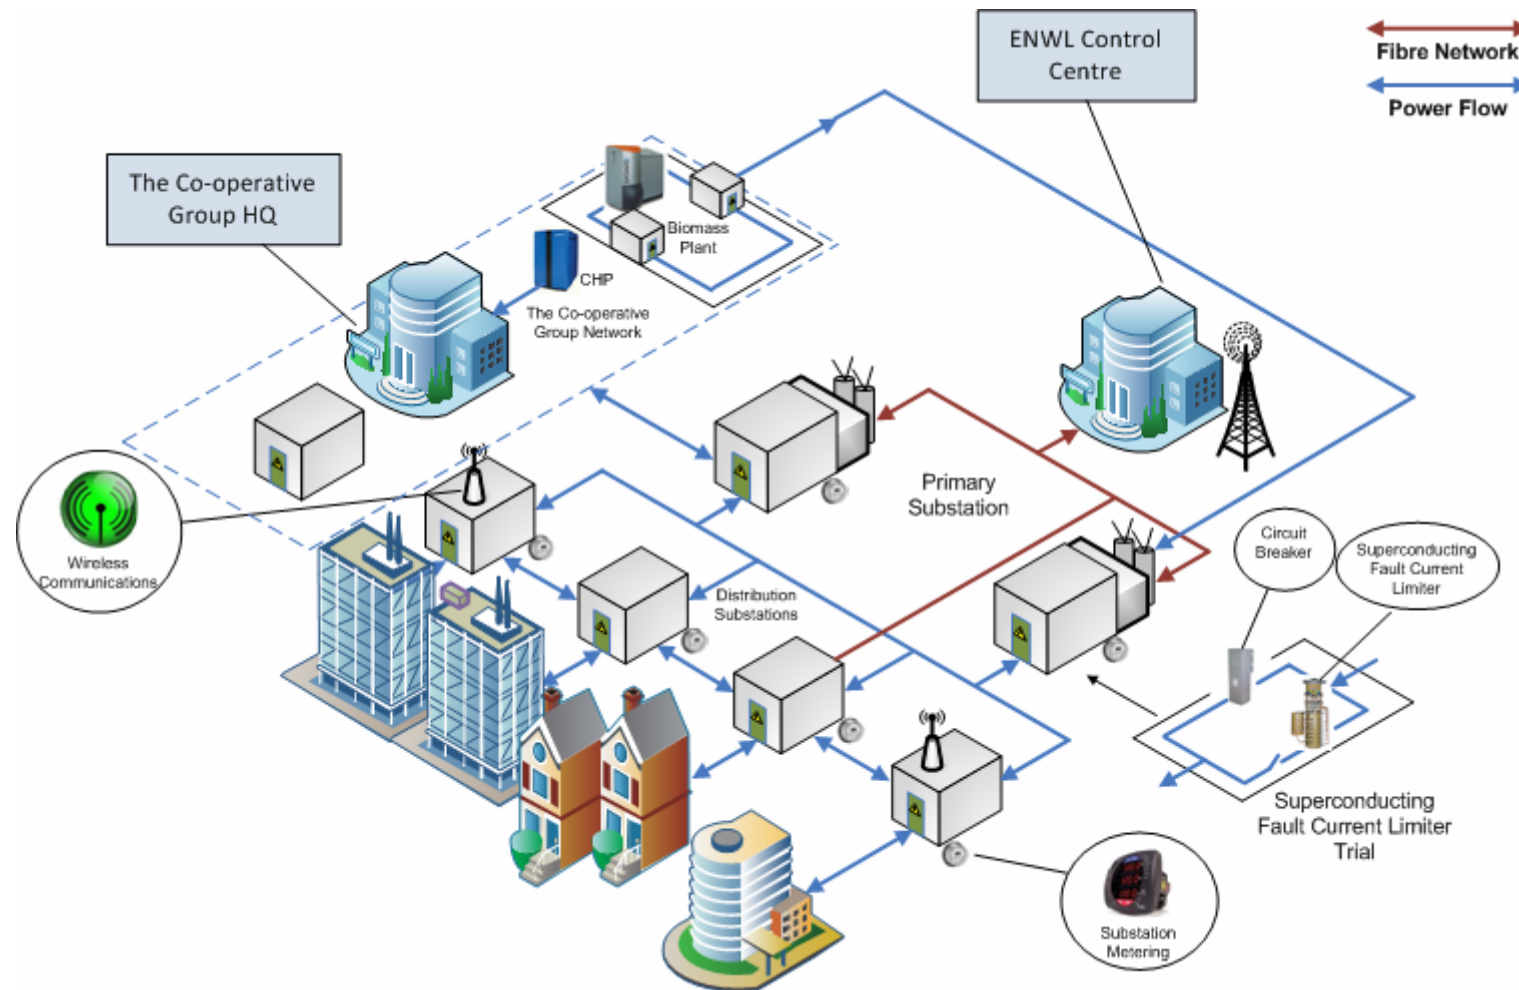 ENWL Control
Centre
Fibre Network
Power Flow
The Co-operative
Group HQ
Biomass
Plant
CHP
The Co-operative
Group Network
Primary
Substation
Circuit
Breaker
Superconducting
Fault Current
Limiter
Wireless
Communications
Distribution
Substations
Superconducting
Fault Current Limiter
Trial
Substation
Metering